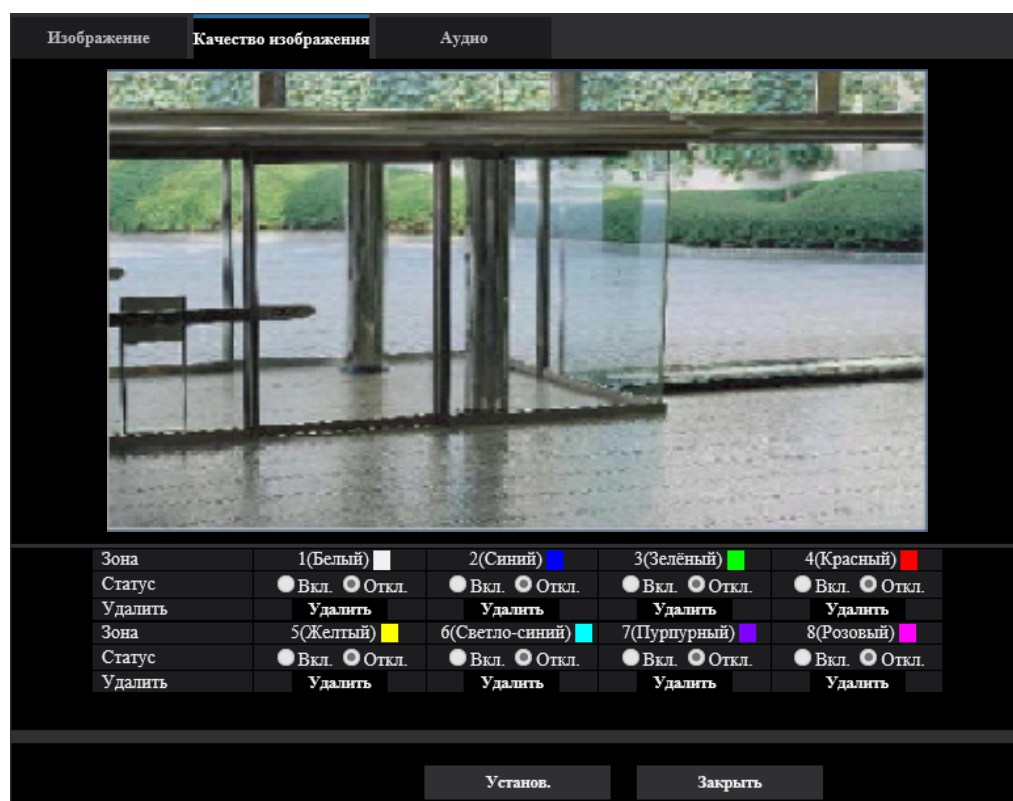 Изображение Качество изображения Аудио
Зона 1(Белый) 2(Синий) 3(Зелёный) 4(Красный)
Статус Вкл. Откл. Вкл. Откл. Вкл. Откл. Вкл. Откл.
Удалить Удалить Удалить Удалить Удалить
Зона 5(Желтый) 6(Светло-синий) 7(Пурпурный) 8(Розовый)
Статус Вкл. Откл. Вкл. Откл. Вкл. Откл. Вкл. Откл.
Удалить Удалить Удалить Удалить Удалить
Установ. Закрыть